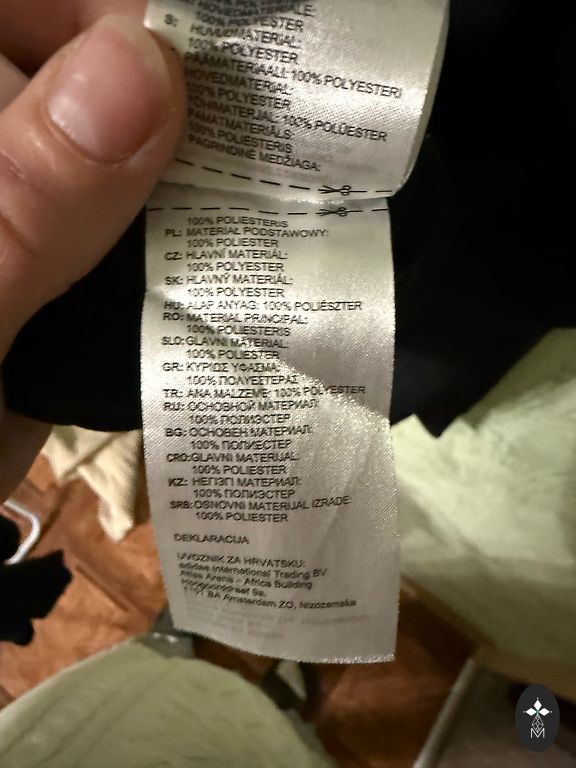 S: HUVUDMATERIAL:
100% POLYESTER
PÄÄMATERIAALI: 100% POLYESTERI
HOVEDMATERIAL:
100% POLYESTER
PÕHIMATERJAL: 100% POLÜESTER
PAMATMATERIĀLS:
100% POLIESTERIS
PAGRINDINĖ MEDŽIAGA:
100% POLIESTERIS
PL: MATERIAŁ PODSTAWOWY:
100% POLIESTER
CZ: HLAVNÍ MATERIÁL:
100% POLYESTER
SK: HLAVNÝ MATERIÁL:
100% POLYESTER
HU: ALAP ANYAG: 100% POLIÉSZTER
RO: MATERIAL PRINCIPAL:
100% POLIESTERIS
SLO: GLAVNI MATERIAL:
100% POLIESTER
GR: ΚΥΡΙΩΣ ΥΦΑΣΜΑ:
100% ΠΟΛΥΕΣΤΕΡΑΣ
TR: ANA MALZEME: 100% POLYESTER
RU: ОСНОВНОЙ МАТЕРИАЛ:
100% ПОЛИЭСТЕР
BG: ОСНОВЕН МАТЕРИАЛ:
100% ПОЛИЕСТЕР
CRO: GLAVNI MATERIJAL:
100% POLIESTER
KZ: НЕГІЗГІ МАТЕРИАЛ:
100% ПОЛИЭСТЕР
SRB: OSNOVNI MATERIJAL IZRADE:
100% POLIESTER
DEKLARACIJA
UVOZNIK ZA HRVATSKU:
adidas International Trading BV
Atlas Arena - Africa Building
Hoogoorddreef 9a,
1101 BA Amsterdam ZO, Nizozemska
M